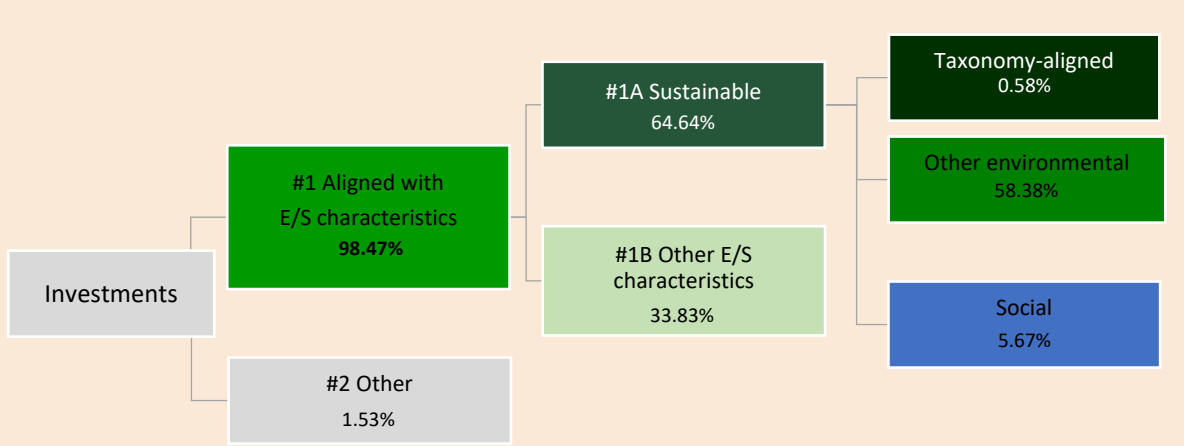 Investments
#1 Aligned with
E/S characteristics
98.47%
#2 Other
1.53%
#1A Sustainable
64.64%
#1B Other E/S
characteristics
33.83%
Taxonomy-aligned
0.58%
Other environmental
58.38%
Social
5.67%